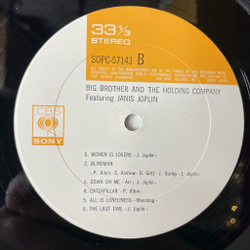 33 1/3
STEREO
SOPC-57143 B
BIG BROTHER AND THE HOLDING COMPANY
Featuring JANIS JOPLIN
CBS
SONY
1. WOMEN IS LOSERS - J. Joplin-
2. BLINDMAN
- P. Albin - S. Andrew - D. Getz - J. Gurley - J. Joplin-
3. DOWN ON ME - Arr: J. Joplin-
4. CATERPILLAR - P. Albin-
5. ALL IS LONELINESS - Moondog-
6. THE LAST TIME - J. Joplin-